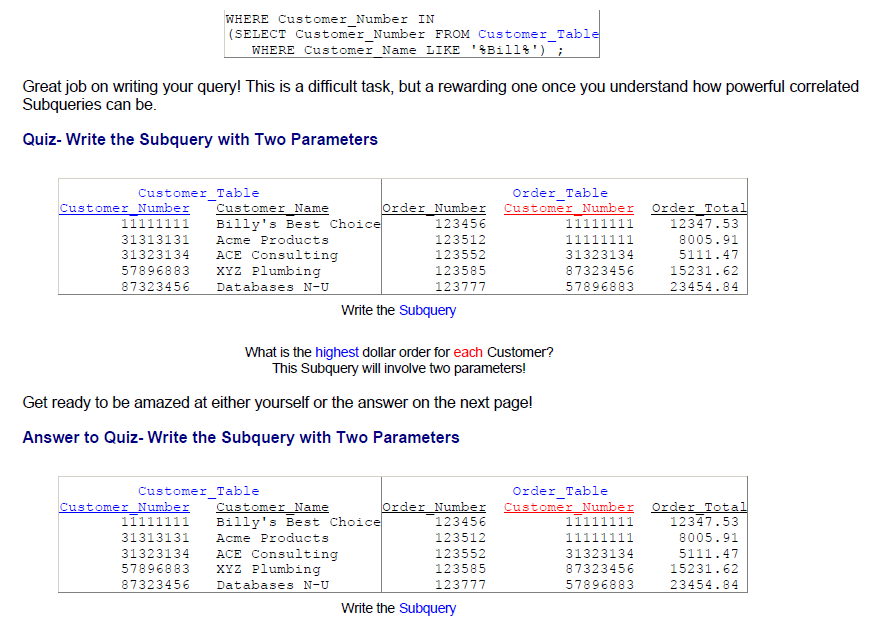 WHERE Customer_Number IN
(SELECT Customer_Number FROM Customer_Table
WHERE Customer_Name LIKE '%Bill%') ;
Great job on writing your query! This is a difficult task, but a rewarding one once you understand how powerful correlated
Subqueries can be.
Quiz- Write the Subquery with Two Parameters
Customer_Table Order_Table
Customer_Number Customer_Name Order_Number Customer_Number Order_Total
11111111 Billy's Best Choice 123456 11111111 12347.53
31313131 Acme Products 123512 11111111 8005.91
31323134 ACE Consulting 123552 31323134 5111.47
57896883 XYZ Plumbing 123585 87323456 15231.62
87323456 Databases N-U 123777 57896883 23454.84
Write the Subquery
What is the highest dollar order for each Customer?
This Subquery will involve two parameters!
Get ready to be amazed at either yourself or the answer on the next page!
Answer to Quiz- Write the Subquery with Two Parameters
Customer_Table Order_Table
Customer_Number Customer_Name Order_Number Customer_Number Order_Total
11111111 Billy's Best Choice 123456 11111111 12347.53
31313131 Acme Products 123512 11111111 8005.91
31323134 ACE Consulting 123552 31323134 5111.47
57896883 XYZ Plumbing 123585 87323456 15231.62
87323456 Databases N-U 123777 57896883 23454.84
Write the Subquery